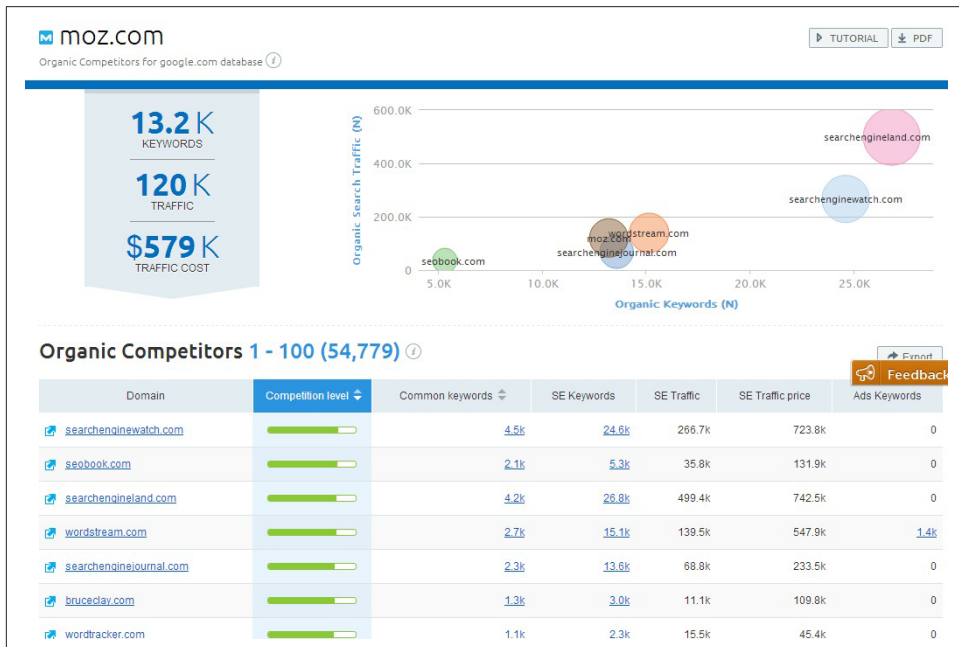 moz.com
TUTORIAL
PDF
Organic Competitors for google.com database i
13.2 K
KEYWORDS
120 K
TRAFFIC
$579 K
TRAFFIC COST
Organic Search Traffic (N)
600.0K
400.0K
200.0K
0
searchengineland.com
searchenginewatch.com
wordstream.com
moz.com
searchenginejournal.com
seobook.com
5.0K 10.0K 15.0K 20.0K 25.0K
Organic Keywords (N)
Organic Competitors 1 - 100 (54,779) i
Export
Feedback
Domain Competition level Common keywords SE Keywords SE Traffic SE Traffic price Ads Keywords
searchenginewatch.com 4.5k 24.6k 266.7k 723.8k 0
seobook.com 2.1k 5.3k 35.8k 131.9k 0
searchengineland.com 4.2k 26.8k 499.4k 742.5k 0
wordstream.com 2.7k 15.1k 139.5k 547.9k 1.4k
searchenginejournal.com 2.3k 13.6k 68.8k 233.5k 0
bruceclay.com 1.3k 3.0k 11.1k 109.8k 0
wordtracker.com 1.1k 2.3k 15.5k 45.4k 0